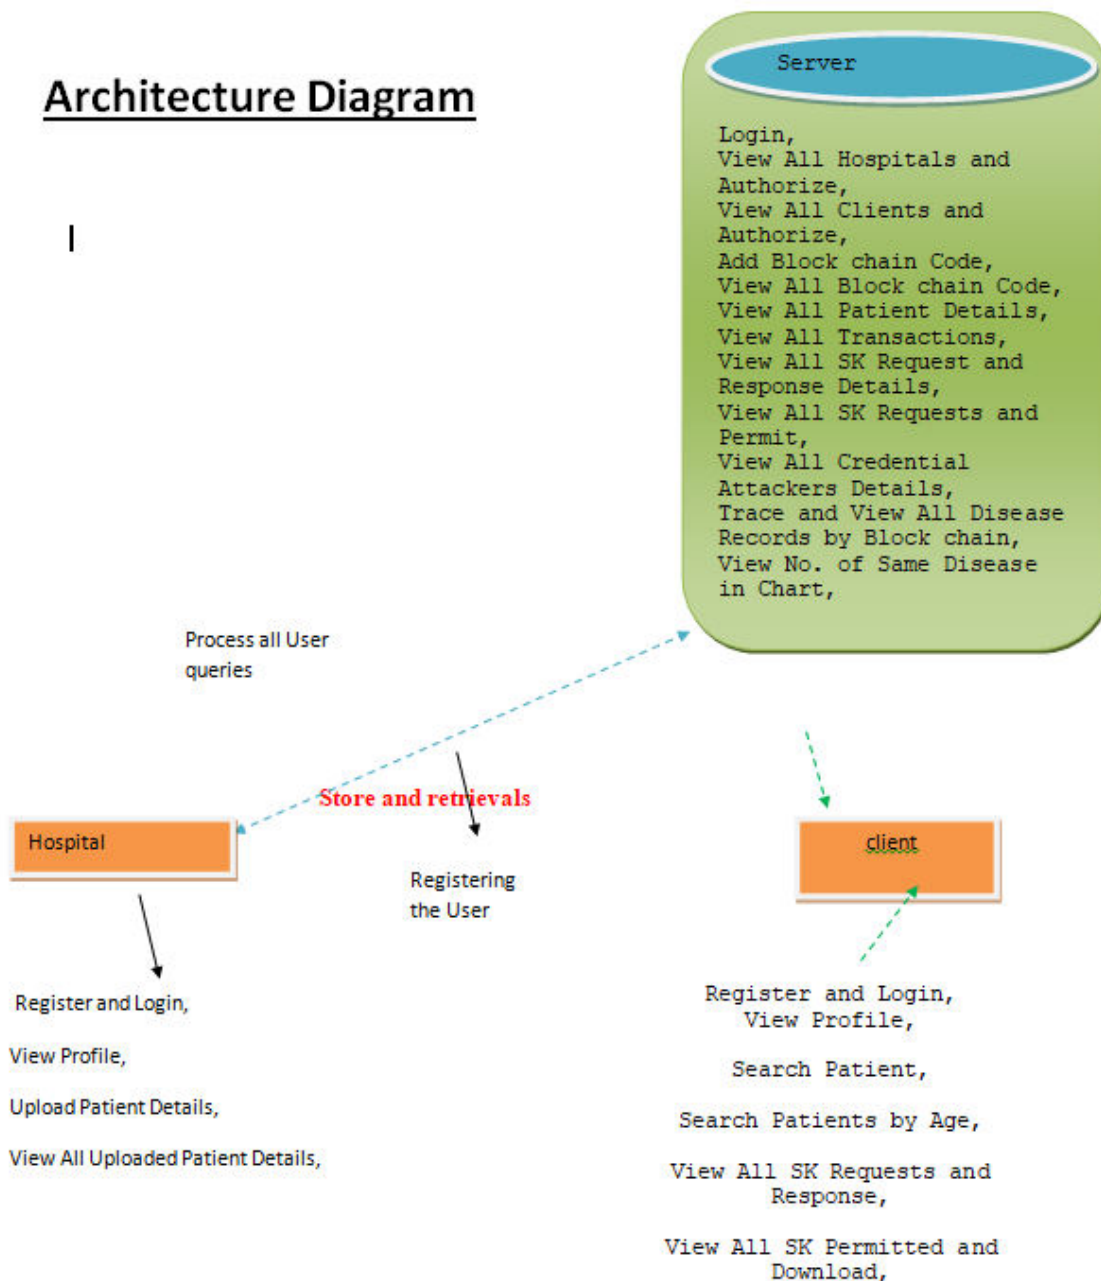 Architecture Diagram
Server
Login,
View All Hospitals and
Authorize,
View All Clients and
Authorize,
Add Block chain Code,
View All Block chain Code,
View All Patient Details,
View All Transactions,
View All SK Request and
Response Details,
View All SK Requests and
Permit,
View All Credential
Attackers Details,
Trace and View All Disease
Records by Block chain,
View No. of Same Disease
in Chart,
Process all User
queries
Store and retrievals
Hospital
Registering
the User
client
Register and Login,
View Profile,
Upload Patient Details,
View All Uploaded Patient Details,
Register and Login,
View Profile,
Search Patient,
Search Patients by Age,
View All SK Requests and
Response,
View All SK Permitted and
Download,